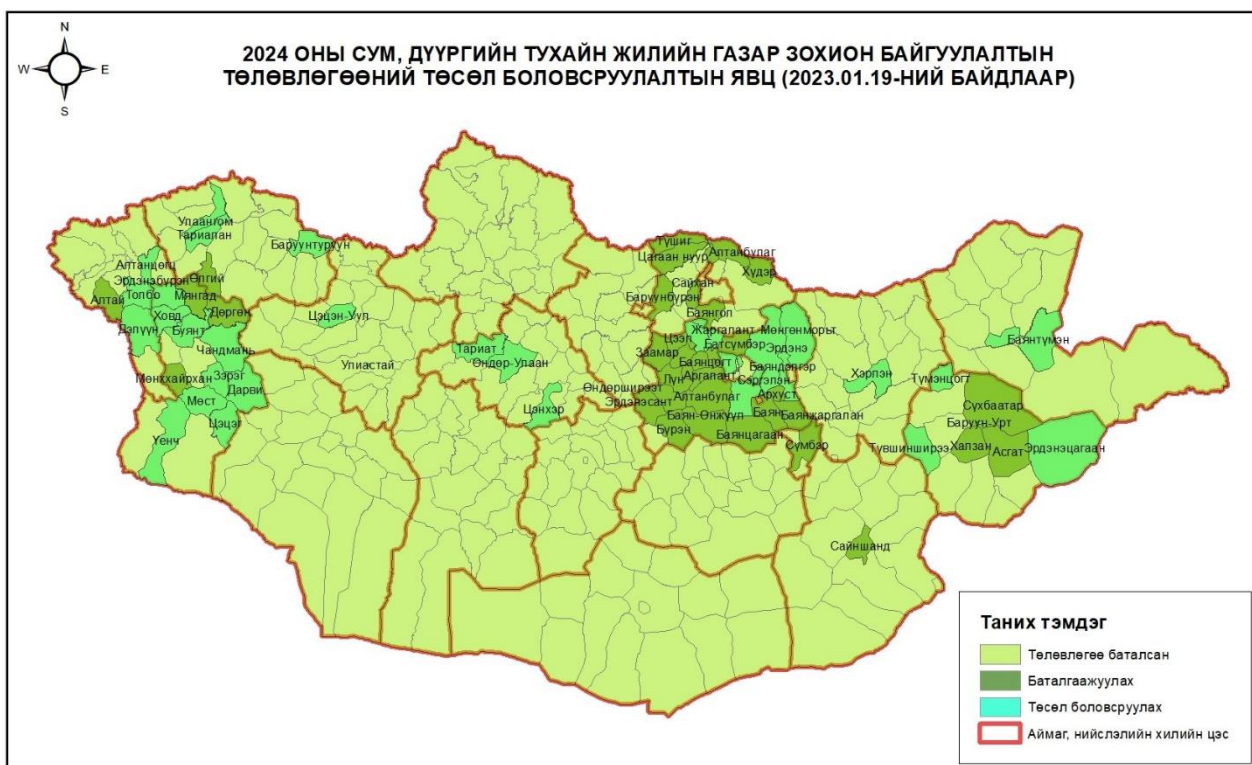 N
W E
S
2024 ОНЫ СУМ, ДҮҮРГИЙН ТУХАЙН ЖИЛИЙН ГАЗАР ЗОХИОН БАЙГУУЛАЛТЫН
ТӨЛӨВЛӨГӨӨНИЙ ТӨСӨЛ БОЛОВСРУУЛАЛТЫН ЯВЦ (2023.01.19-НИЙ БАЙДЛААР)
Улаангом
Тариалан
Баруунтуруун
Алтанцөгц
Эрдэнэбүрэн
Өлгий
Алтай
Толбо
Мянгад
Ховд
Дөргөн
Дэлүүн
Буянт
Чандмань
Мөнххайрхан
Зэрэг
Дарви
Мөст
Цэцэг
Үенч
Цэцэн-Уул
Улиастай
Тариат
Өндөр-Улаан
Цэнхэр
Түшиг
Цагаан нуур
Алтанбулаг
Хүдэр
Сайхан
Баруунбүрэн
Баянгол
Жаргалант
Мөнгөнморьт
Цээл
Батсүмбэр
Заамар
Эрдэнэ
Баянцогт
Баяндэлгэр
Аргалант
Сэргэлэн
Лүн
Өндөрширээт
Архуст
Эрдэнэсант
Алтанбулаг
Баян-Өнжүүл
Баян
Баянжаргалан
Бүрэн
Баянцагаан
Сүмбэр
Хэрлэн
Баянтүмэн
Түмэнцогт
Сүхбаатар
Баруун-Урт
Түвшинширээ
Халзан
Асгат
Эрдэнэцагаан
Сайншанд
Таних тэмдэг
Төлөвлөгөө баталсан
Баталгаажуулах
Төсөл боловсруулах
Аймаг, нийслэлийн хилийн цэс